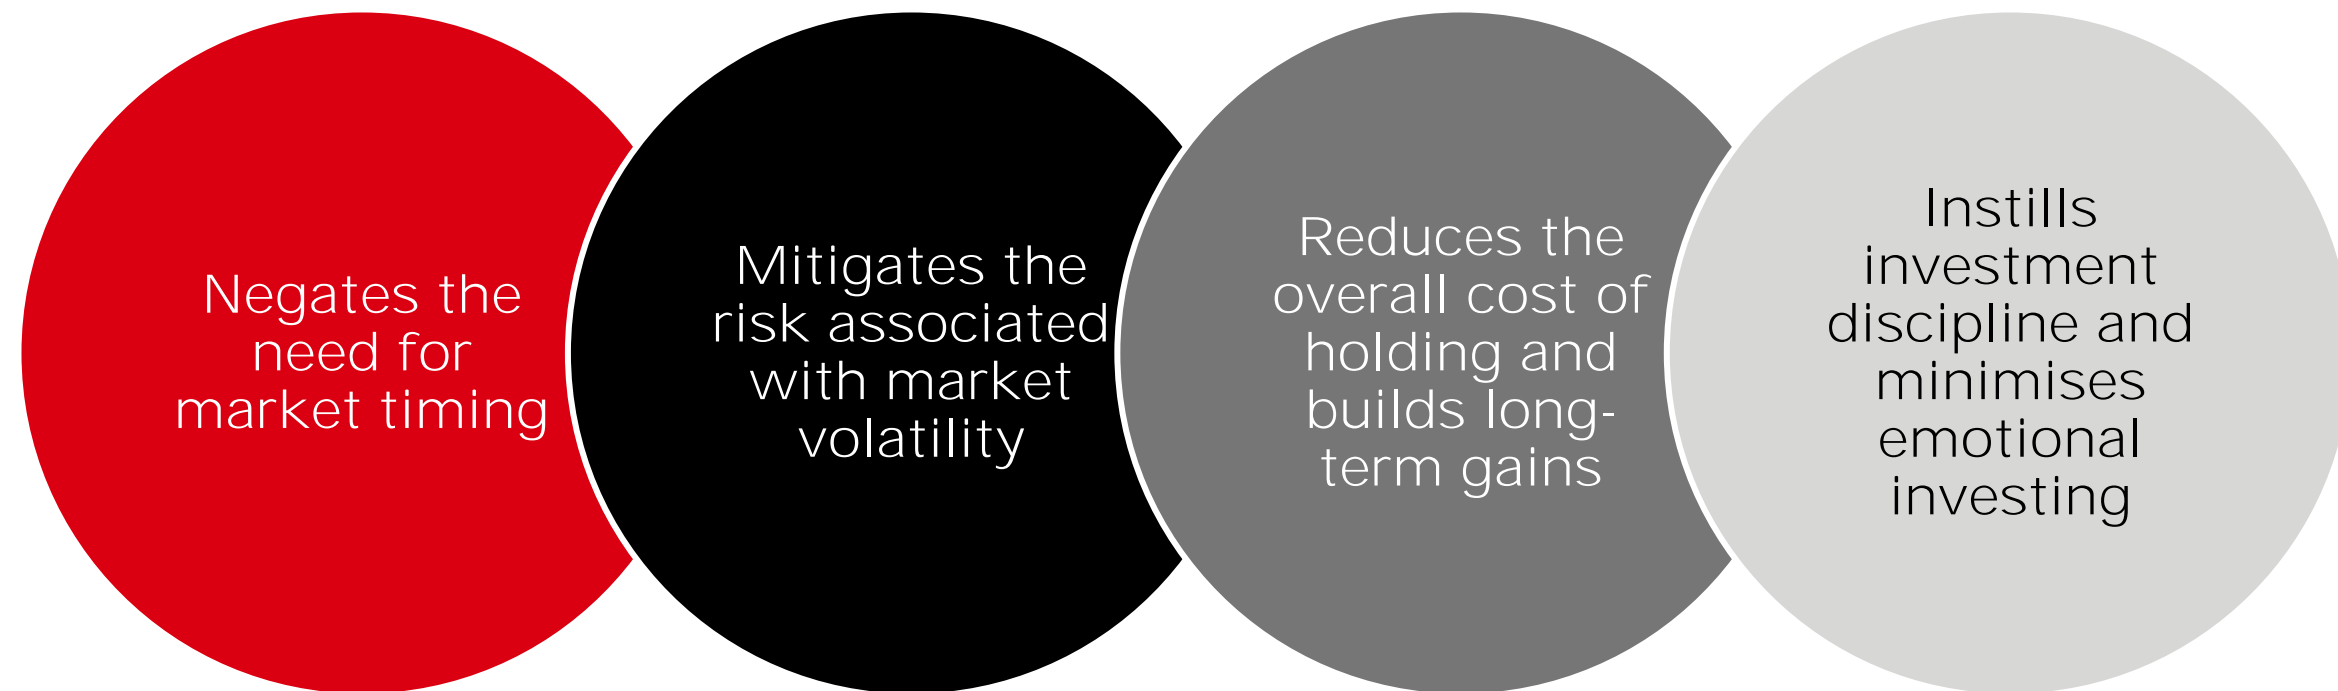 Negates the
need for
market timing
Mitigates the
risk associated
with market
volatility
Reduces the
overall cost of
holding and
builds long-
term gains
Instills
investment
discipline and
minimises
emotional
investing